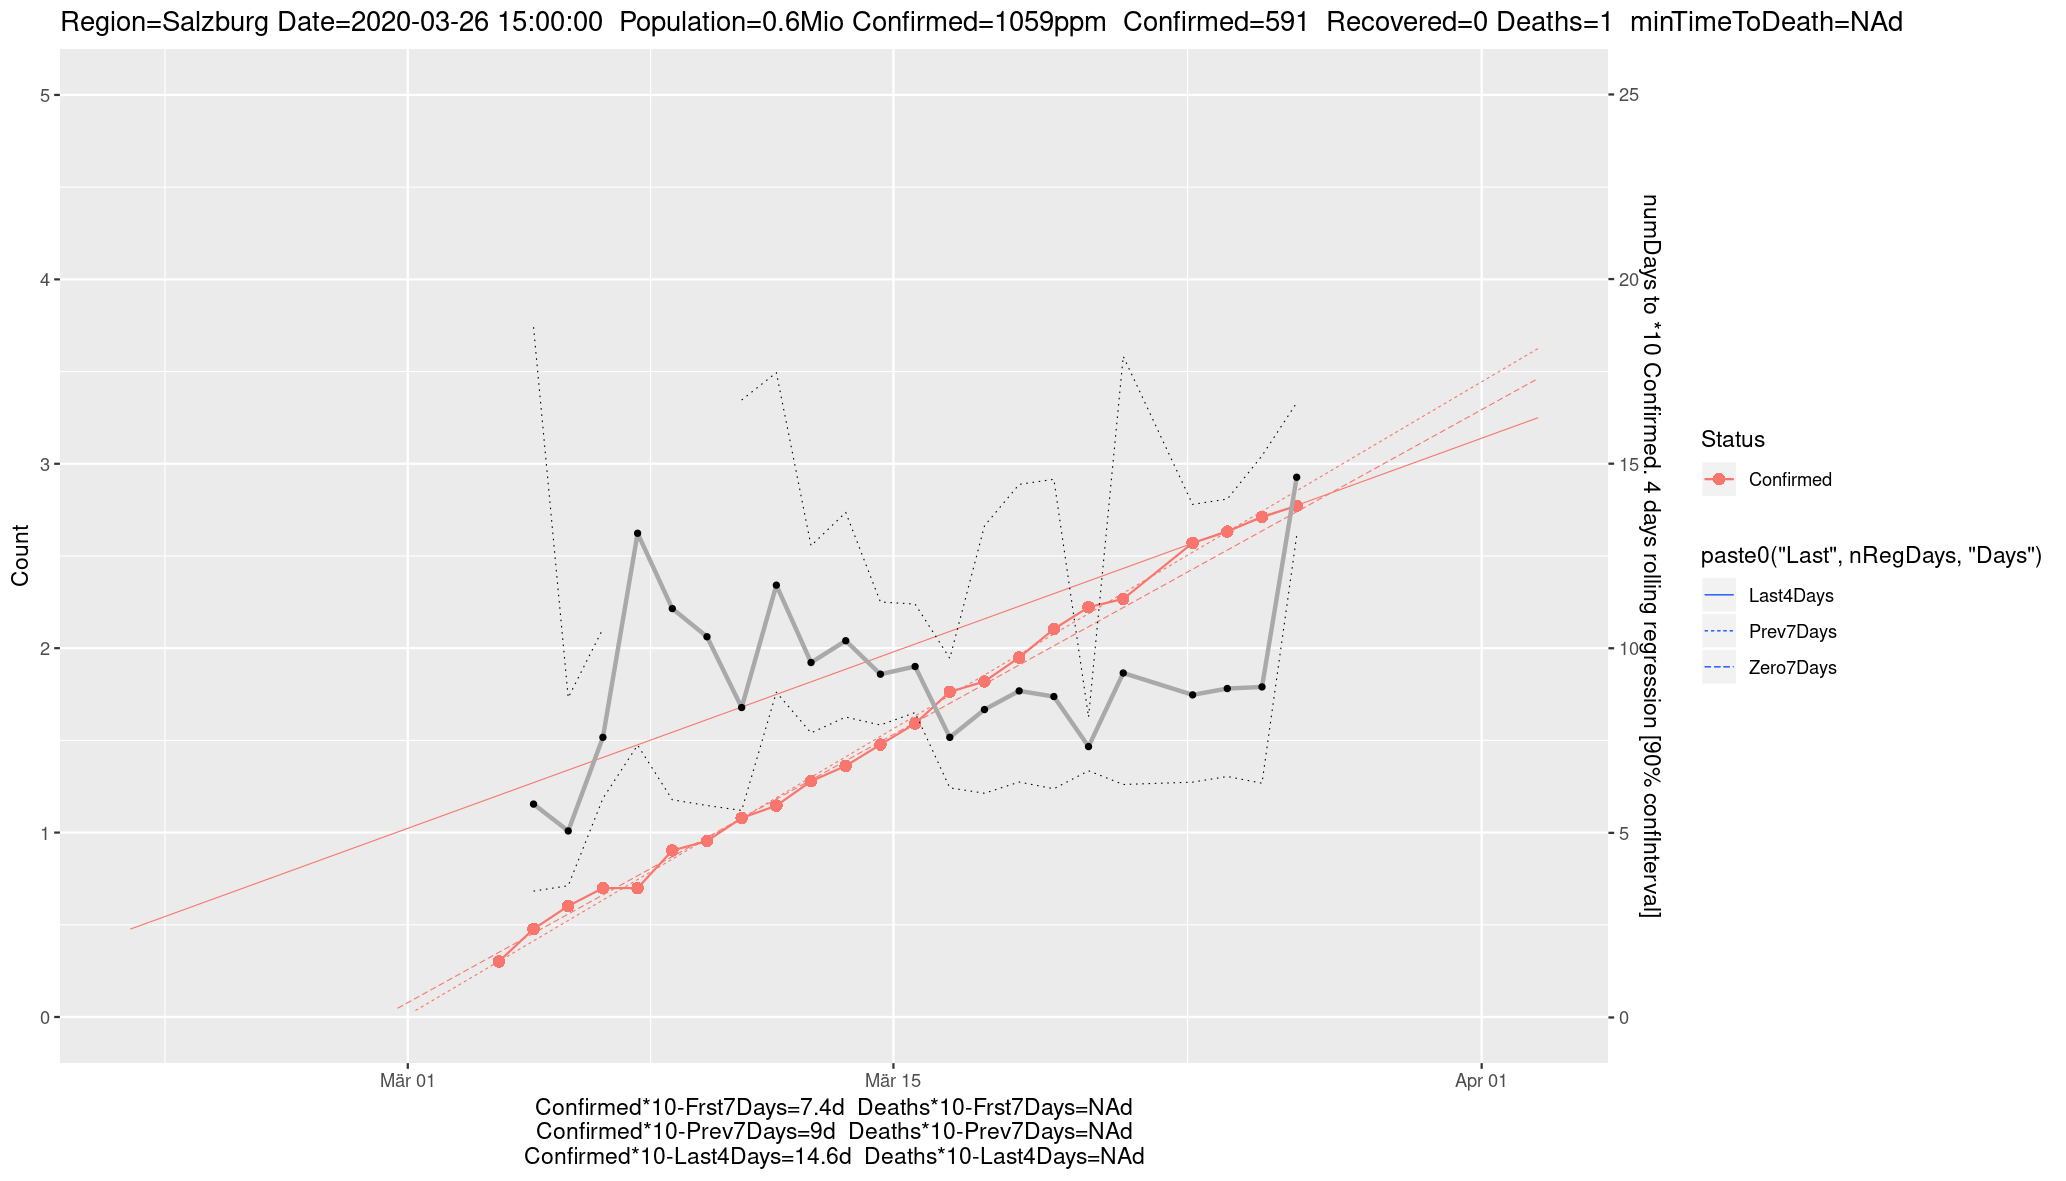 Region=Salzburg Date=2020-03-26 15:00:00  Population=0.6Mio Confirmed=1059ppm  Confirmed=591  Recovered=0 Deaths=1  minTimeToDeath=NAd
5
4
3
2
1
0
Count
25
20
15
10
5
0
numDays to *10 Confirmed. 4 days rolling regression [90% confInterval]
Mär 01
Mär 15
Apr 01
Confirmed*10-Frst7Days=7.4d  Deaths*10-Frst7Days=NAd
Confirmed*10-Prev7Days=9d  Deaths*10-Prev7Days=NAd
Confirmed*10-Last4Days=14.6d  Deaths*10-Last4Days=NAd
Status
Confirmed
paste0("Last", nRegDays, "Days")
Last4Days
Prev7Days
Zero7Days